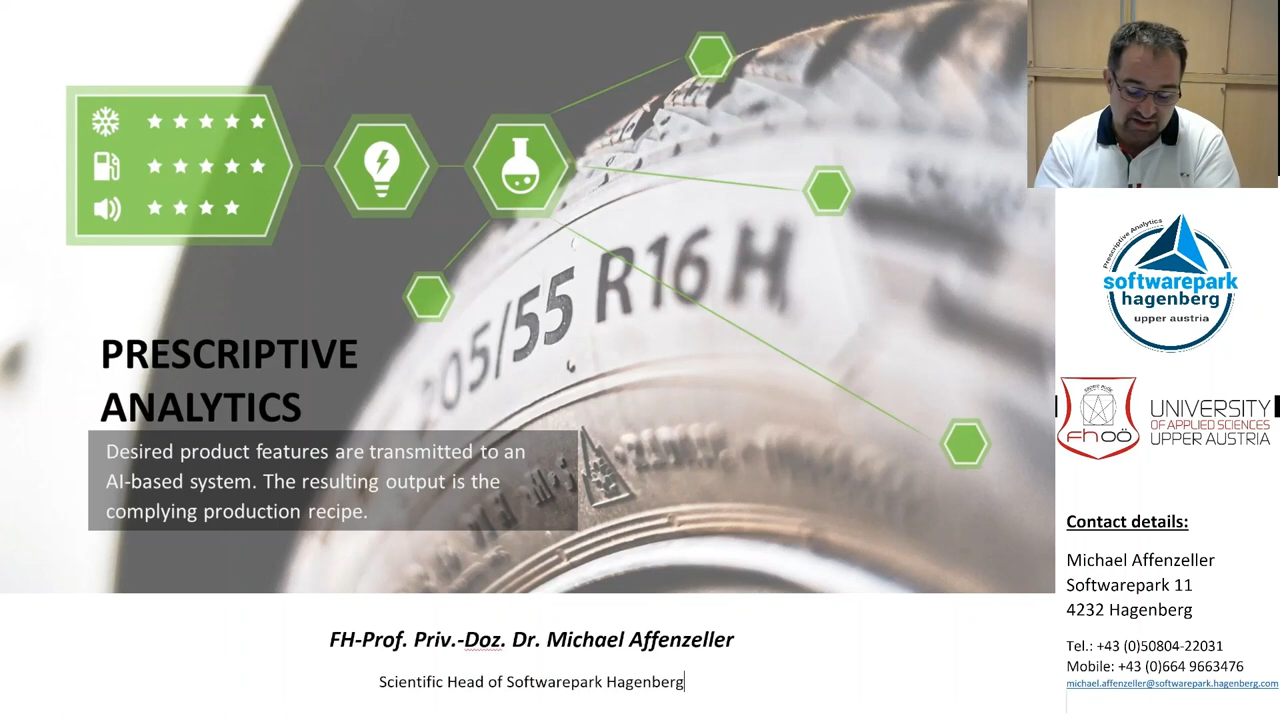 205/55 R16 H
PRESCRIPTIVE
ANALYTICS
Desired product features are transmitted to an
AI-based system. The resulting output is the
complying production recipe.
FH-Prof. Priv.-Doz. Dr. Michael Affenzeller
Scientific Head of Softwarepark Hagenberg
Prescriptive Analytics
softwarepark
hagenberg
upper austria
fhoö
UNIVERSITY
OF APPLIED SCIENCES
UPPER AUSTRIA
Contact details:
Michael Affenzeller
Softwarepark 11
4232 Hagenberg
Tel.: +43 (0)50804-22031
Mobile: +43 (0)664 9663476
michael.affenzeller@softwarepark.hagenberg.com